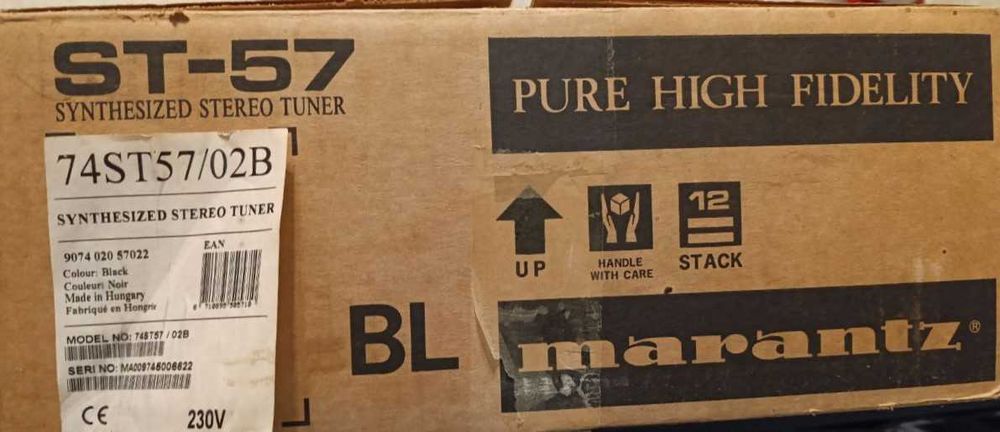 ST-57
SYNTHESIZED STEREO TUNER
74ST57/02B
SYNTHESIZED STEREO TUNER
9074 020 57022
Colour: Black
Couleur: Noir
Made in Hungary
Fabriqué en Hongrie
EAN
MODEL NO: 74ST57 / 02B
SERI NO: MA009745006622
CE
230V
BL
PURE HIGH FIDELITY
UP
HANDLE
WITH CARE
12
STACK
marantz®